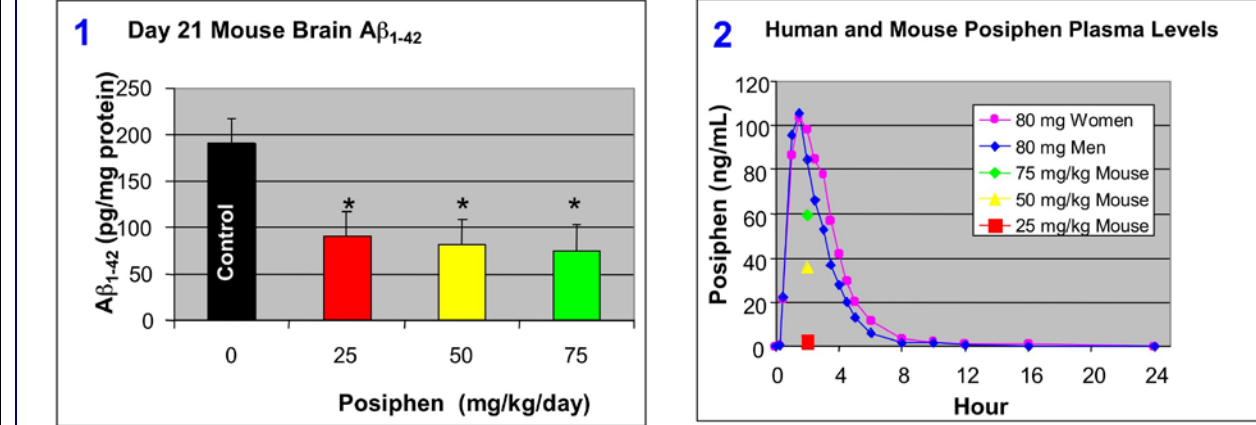 1 Day 21 Mouse Brain Aβ1-42
Aβ1-42 (pg/mg protein)
250
200
150
100
50
0
Control
* * *
0 25 50 75
Posiphen (mg/kg/day)
2 Human and Mouse Posiphen Plasma Levels
Posiphen (ng/mL)
120
100
80
60
40
20
0
80 mg Women
80 mg Men
75 mg/kg Mouse
50 mg/kg Mouse
25 mg/kg Mouse
0 4 8 12 16 20 24
Hour